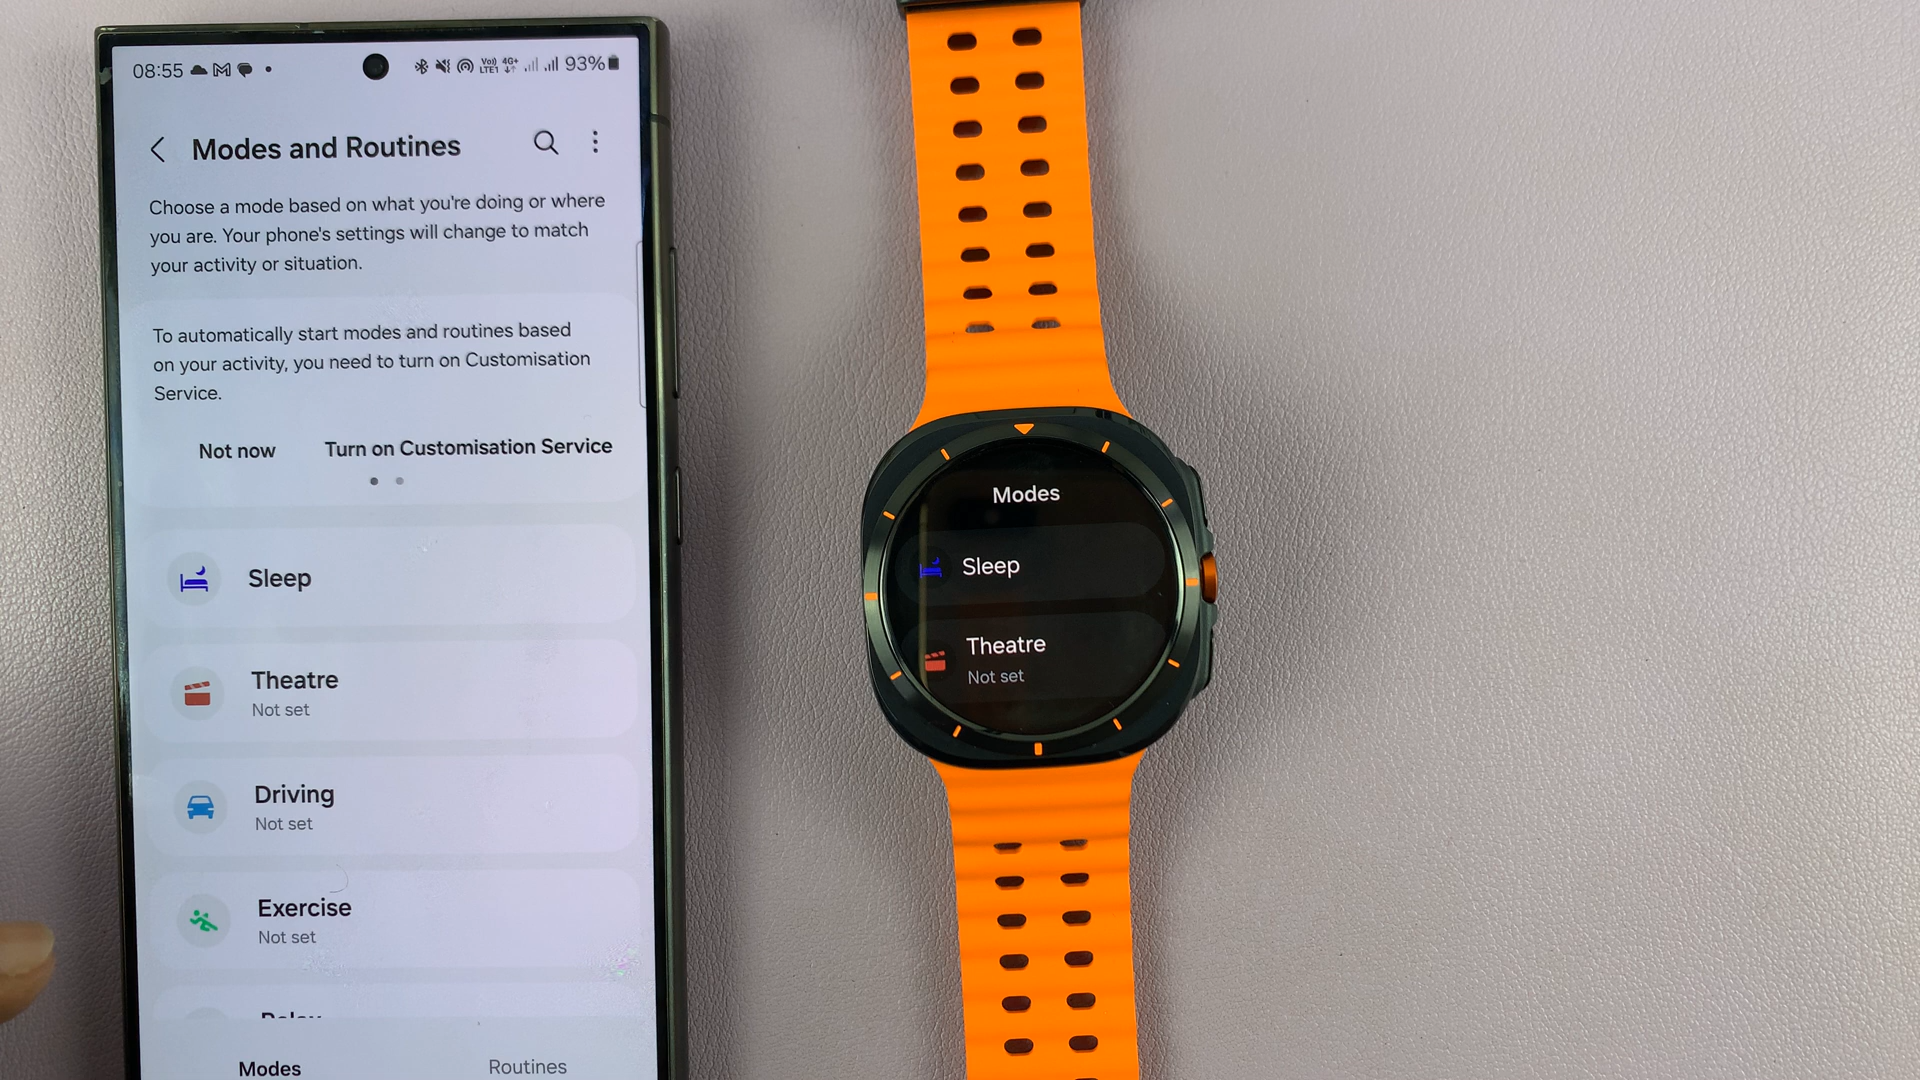 08:55
Vo)) LTE1 4G+ 93%
Modes and Routines
Choose a mode based on what you're doing or where
you are. Your phone's settings will change to match
your activity or situation.
To automatically start modes and routines based
on your activity, you need to turn on Customisation
Service.
Not now Turn on Customisation Service
Sleep
Theatre
Not set
Driving
Not set
Exercise
Not set
Modes Routines
Modes
Sleep
Theatre
Not set